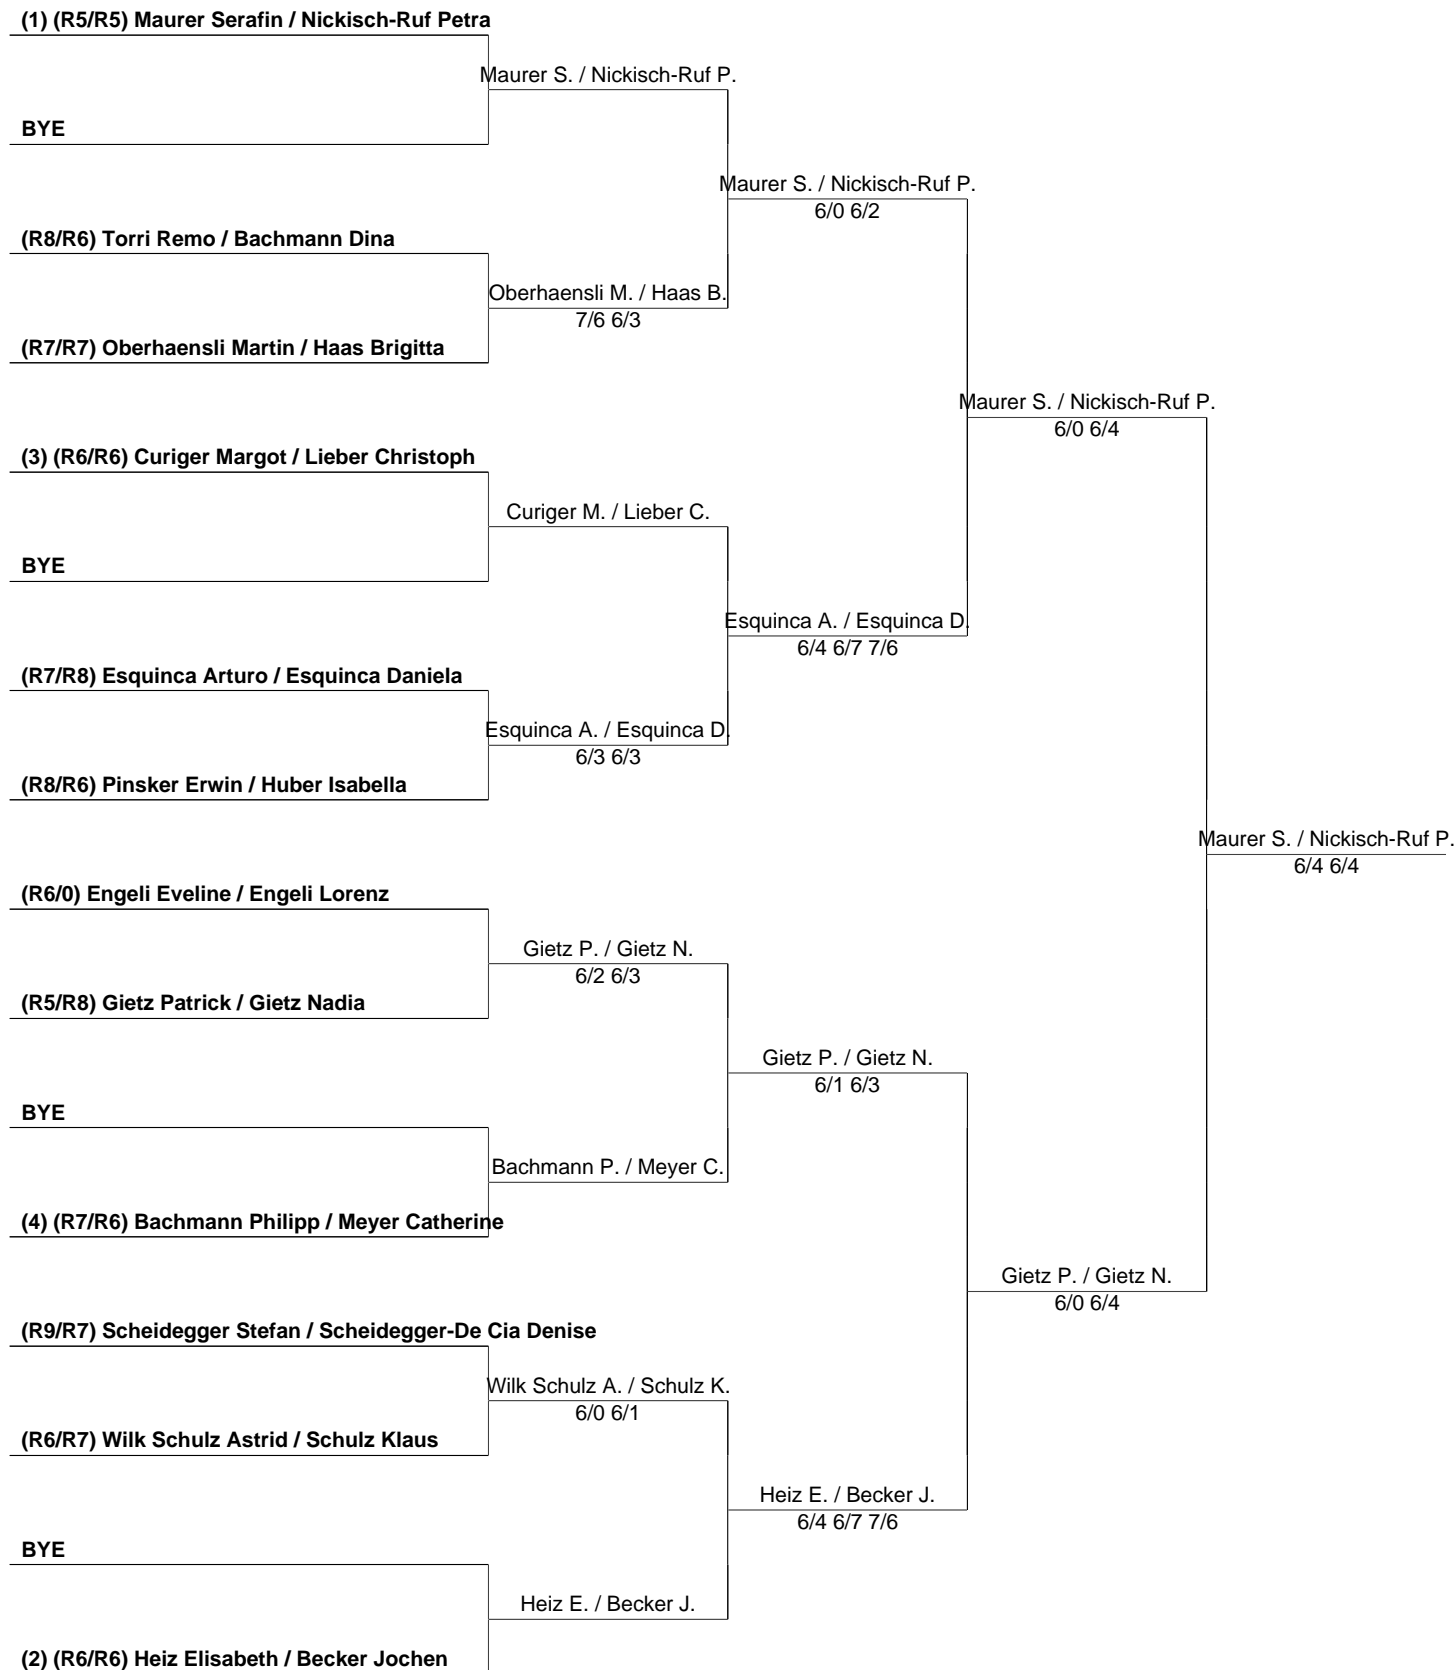 (1) (R5/R5) Maurer Serafin / Nickisch-Ruf Petra
Maurer S. / Nickisch-Ruf P.
BYE
Maurer S. / Nickisch-Ruf P.
6/0 6/2
(R8/R6) Torri Remo / Bachmann Dina
Oberhaensli M. / Haas B.
7/6 6/3
(R7/R7) Oberhaensli Martin / Haas Brigitta
Maurer S. / Nickisch-Ruf P.
6/0 6/4
(3) (R6/R6) Curiger Margot / Lieber Christoph
Curiger M. / Lieber C.
BYE
Esquinca A. / Esquinca D.
6/4 6/7 7/6
(R7/R8) Esquinca Arturo / Esquinca Daniela
Esquinca A. / Esquinca D.
6/3 6/3
(R8/R6) Pinsker Erwin / Huber Isabella
Maurer S. / Nickisch-Ruf P.
6/4 6/4
(R6/0) Engeli Eveline / Engeli Lorenz
Gietz P. / Gietz N.
6/2 6/3
(R5/R8) Gietz Patrick / Gietz Nadia
Gietz P. / Gietz N.
6/1 6/3
BYE
Bachmann P. / Meyer C.
(4) (R7/R6) Bachmann Philipp / Meyer Catherine
Gietz P. / Gietz N.
6/0 6/4
(R9/R7) Scheidegger Stefan / Scheidegger-De Cia Denise
Wilk Schulz A. / Schulz K.
6/0 6/1
(R6/R7) Wilk Schulz Astrid / Schulz Klaus
Heiz E. / Becker J.
6/4 6/7 7/6
BYE
Heiz E. / Becker J.
(2) (R6/R6) Heiz Elisabeth / Becker Jochen